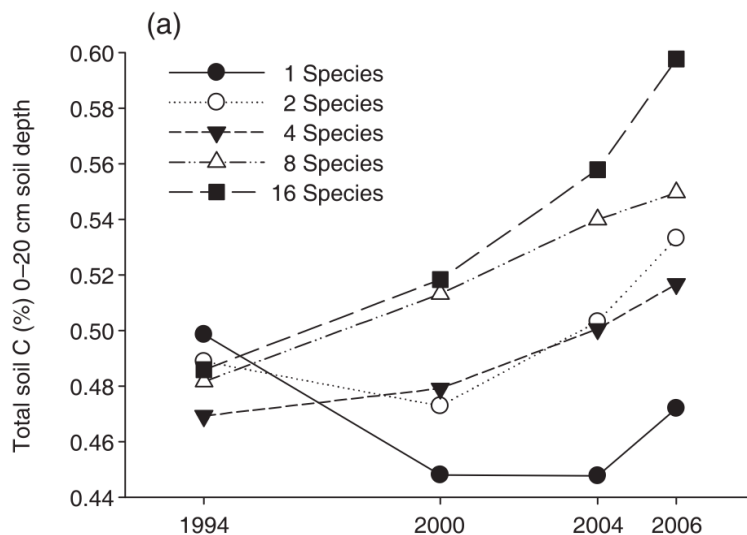 (a)
Total soil C (%) 0–20 cm soil depth
0.60
0.58
0.56
0.54
0.52
0.50
0.48
0.46
0.44
1 Species
2 Species
4 Species
8 Species
16 Species
1994
2000
2004
2006